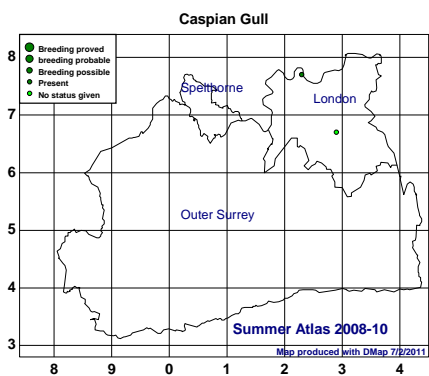 Caspian Gull
8
Breeding proved
breeding probable
Breeding possible
Present
No status given
Spelthorne
London
7
6
Outer Surrey
5
4
Summer Atlas 2008-10
3
Map produced with DMap 7/2/2011
8 9 0 1 2 3 4